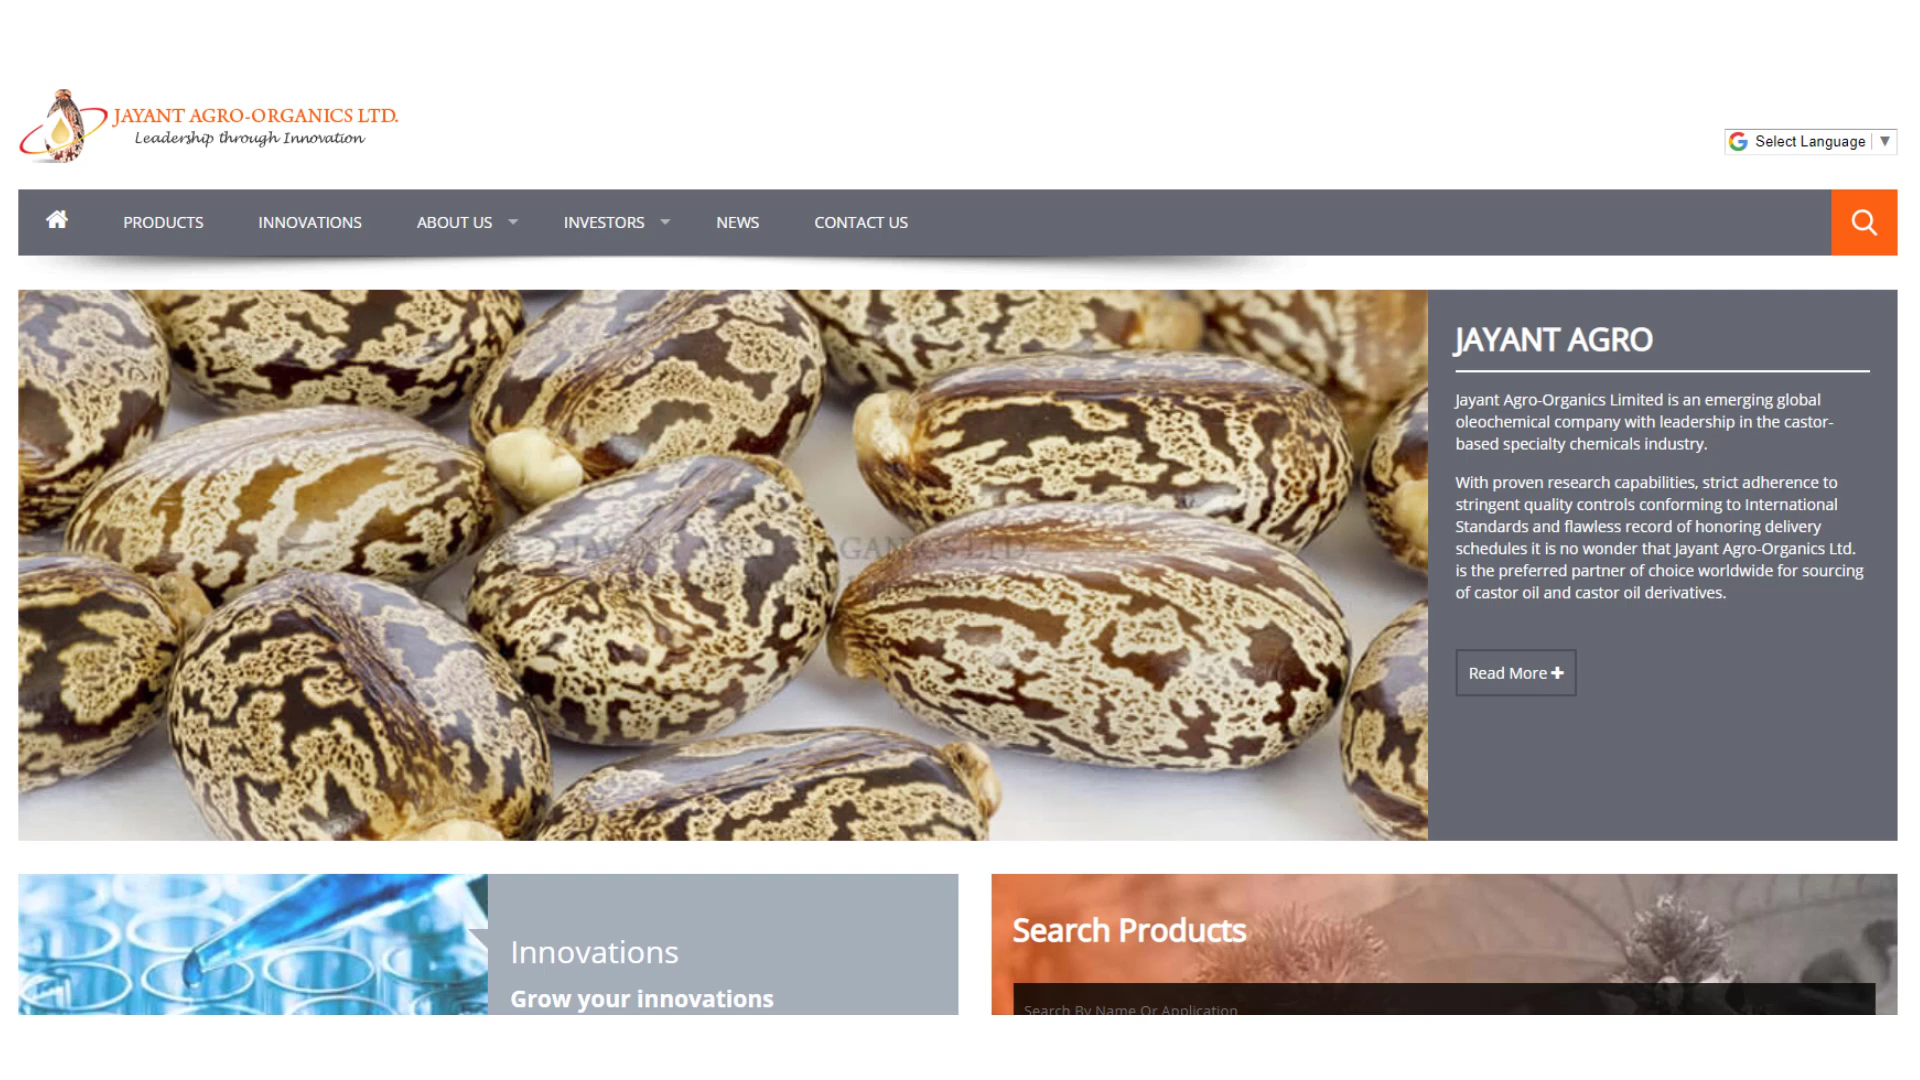 JAYANT AGRO-ORGANICS LTD.
Leadership through Innovation
Select Language ▼
PRODUCTS INNOVATIONS ABOUT US INVESTORS NEWS CONTACT US
JAYANT AGRO
Jayant Agro-Organics Limited is an emerging global
oleochemical company with leadership in the castor-
based specialty chemicals industry.
With proven research capabilities, strict adherence to
stringent quality controls conforming to International
Standards and flawless record of honoring delivery
schedules it is no wonder that Jayant Agro-Organics Ltd.
is the preferred partner of choice worldwide for sourcing
of castor oil and castor oil derivatives.
Read More
Innovations
Grow your innovations
Search Products
Search By Name Or Application